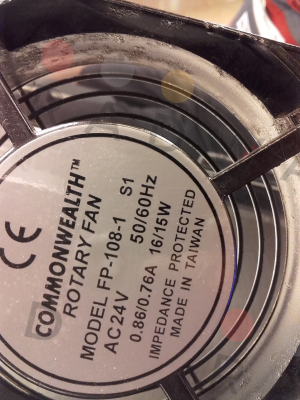 CE
COMMONWEALTH™
ROTARY FAN
MODEL FP-108-1 S1
AC24V 50/60Hz
0.86/0.76A 16/15W
IMPEDANCE PROTECTED
MADE IN TAIWAN